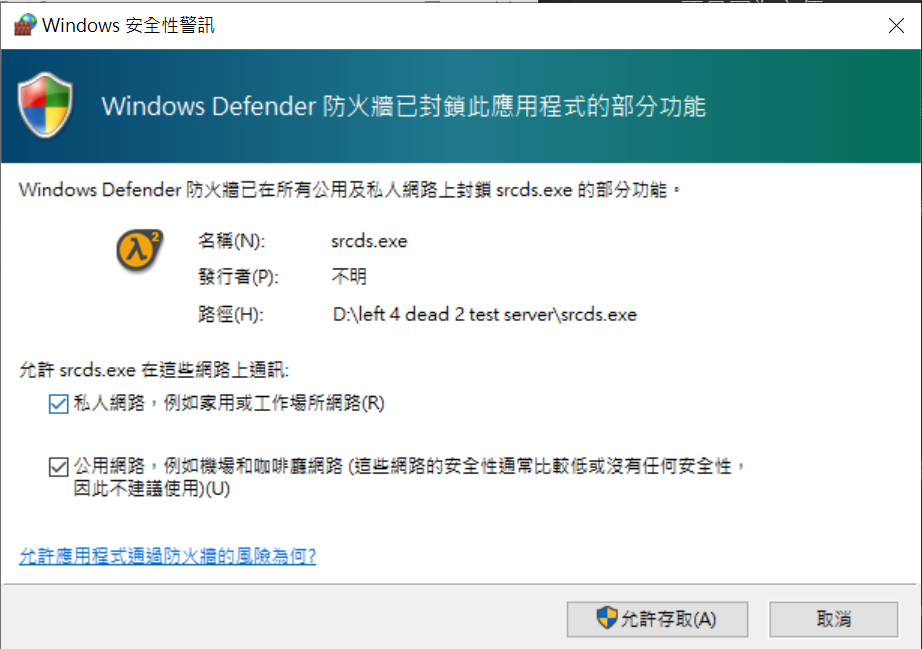 Windows 安全性警訊
Windows Defender 防火牆已封鎖此應用程式的部分功能
Windows Defender 防火牆已在所有公用及私人網路上封鎖 srcds.exe 的部分功能。
2
名稱(N): srcds.exe
發行者(P): 不明
路徑(H): D:\left 4 dead 2 test server\srcds.exe
允許 srcds.exe 在這些網路上通訊:
私人網路，例如家用或工作場所網路(R)
公用網路，例如機場和咖啡廳網路 (這些網路的安全性通常比較低或沒有任何安全性，
因此不建議使用)(U)
允許應用程式通過防火牆的風險為何?
允許存取(A) 取消